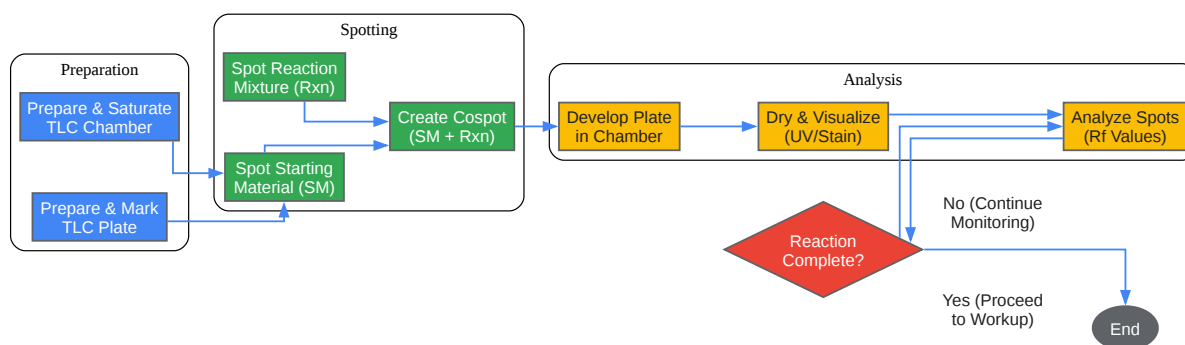 Preparation
Prepare & Saturate
TLC Chamber
Prepare & Mark
TLC Plate
Spotting
Spot Reaction
Mixture (Rxn)
Spot Starting
Material (SM)
Create Cospot
(SM + Rxn)
Analysis
Develop Plate
in Chamber
Dry & Visualize
(UV/Stain)
Analyze Spots
(Rf Values)
Reaction
Complete?
No (Continue
Monitoring)
Yes (Proceed
to Workup)
End